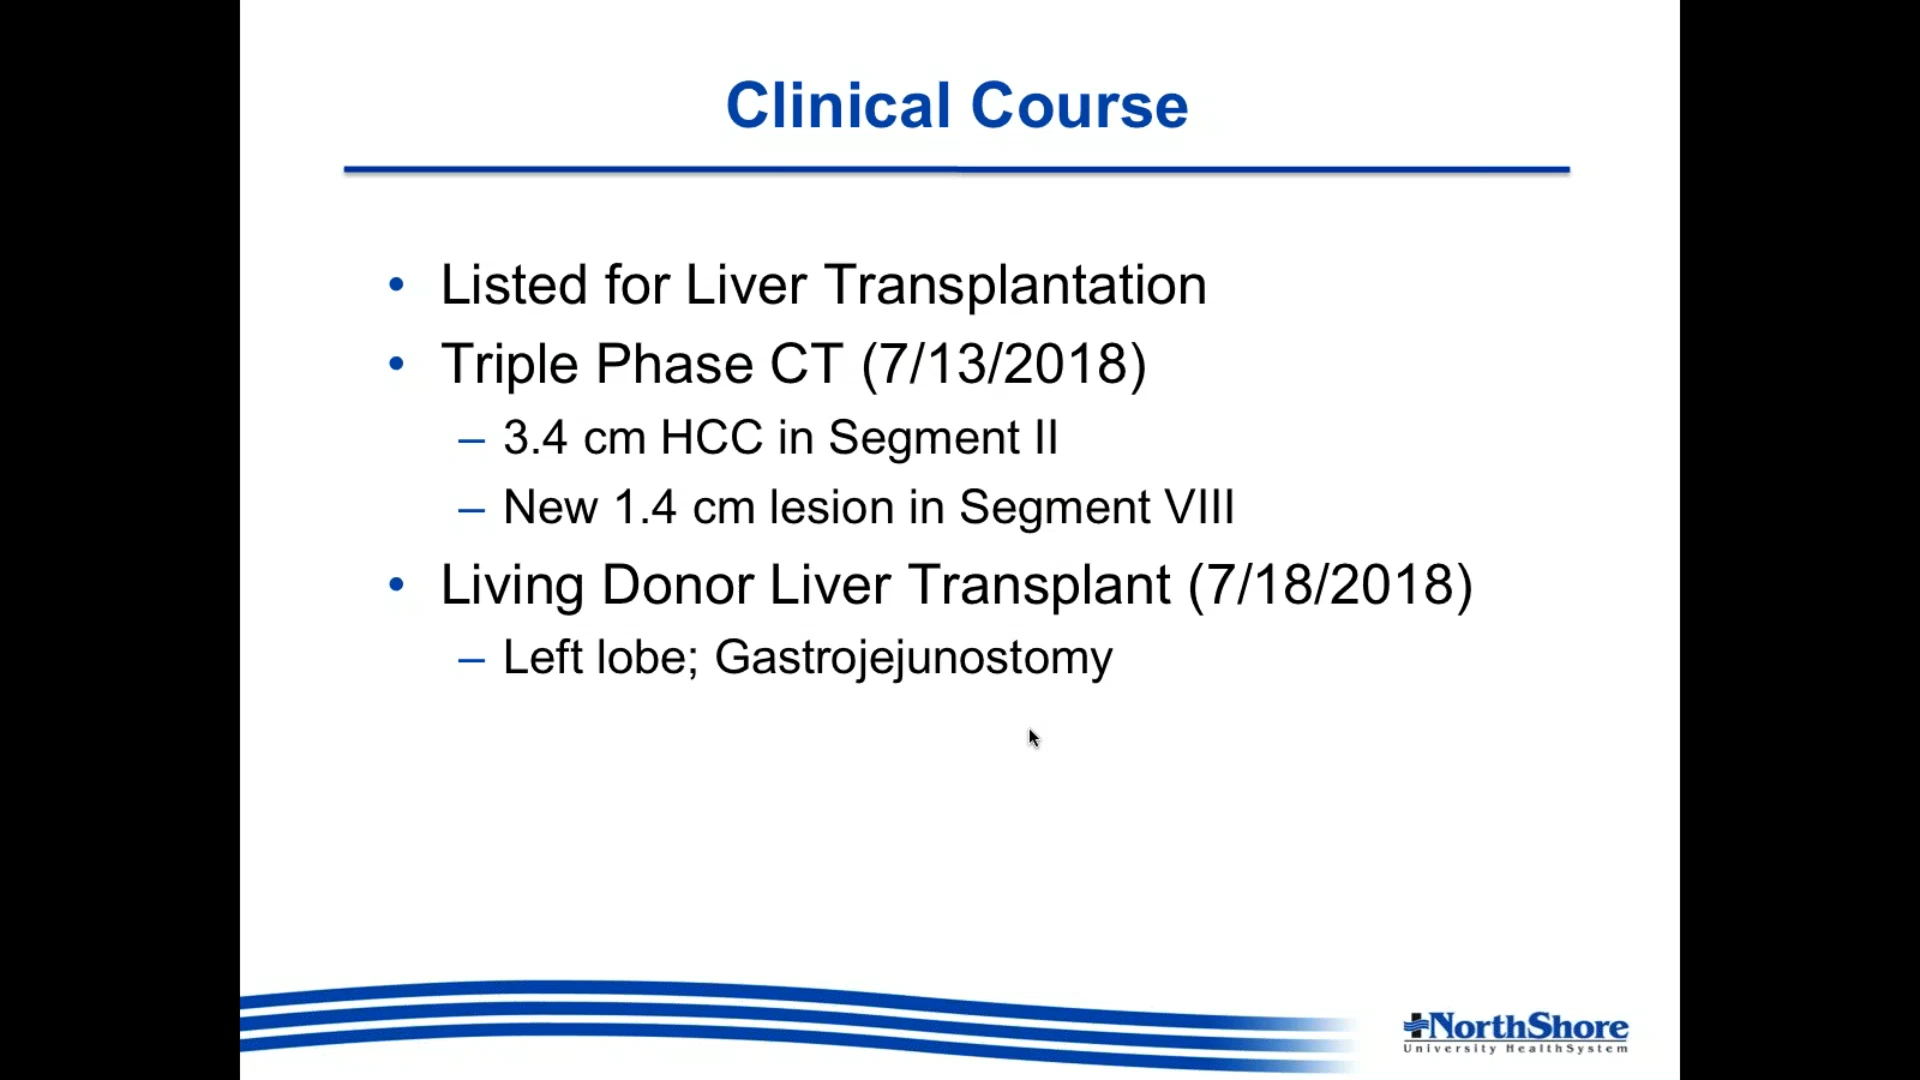 Clinical Course
• Listed for Liver Transplantation
• Triple Phase CT (7/13/2018)
– 3.4 cm HCC in Segment II
– New 1.4 cm lesion in Segment VIII
• Living Donor Liver Transplant (7/18/2018)
– Left lobe; Gastrojejunostomy
NorthShore
University HealthSystem